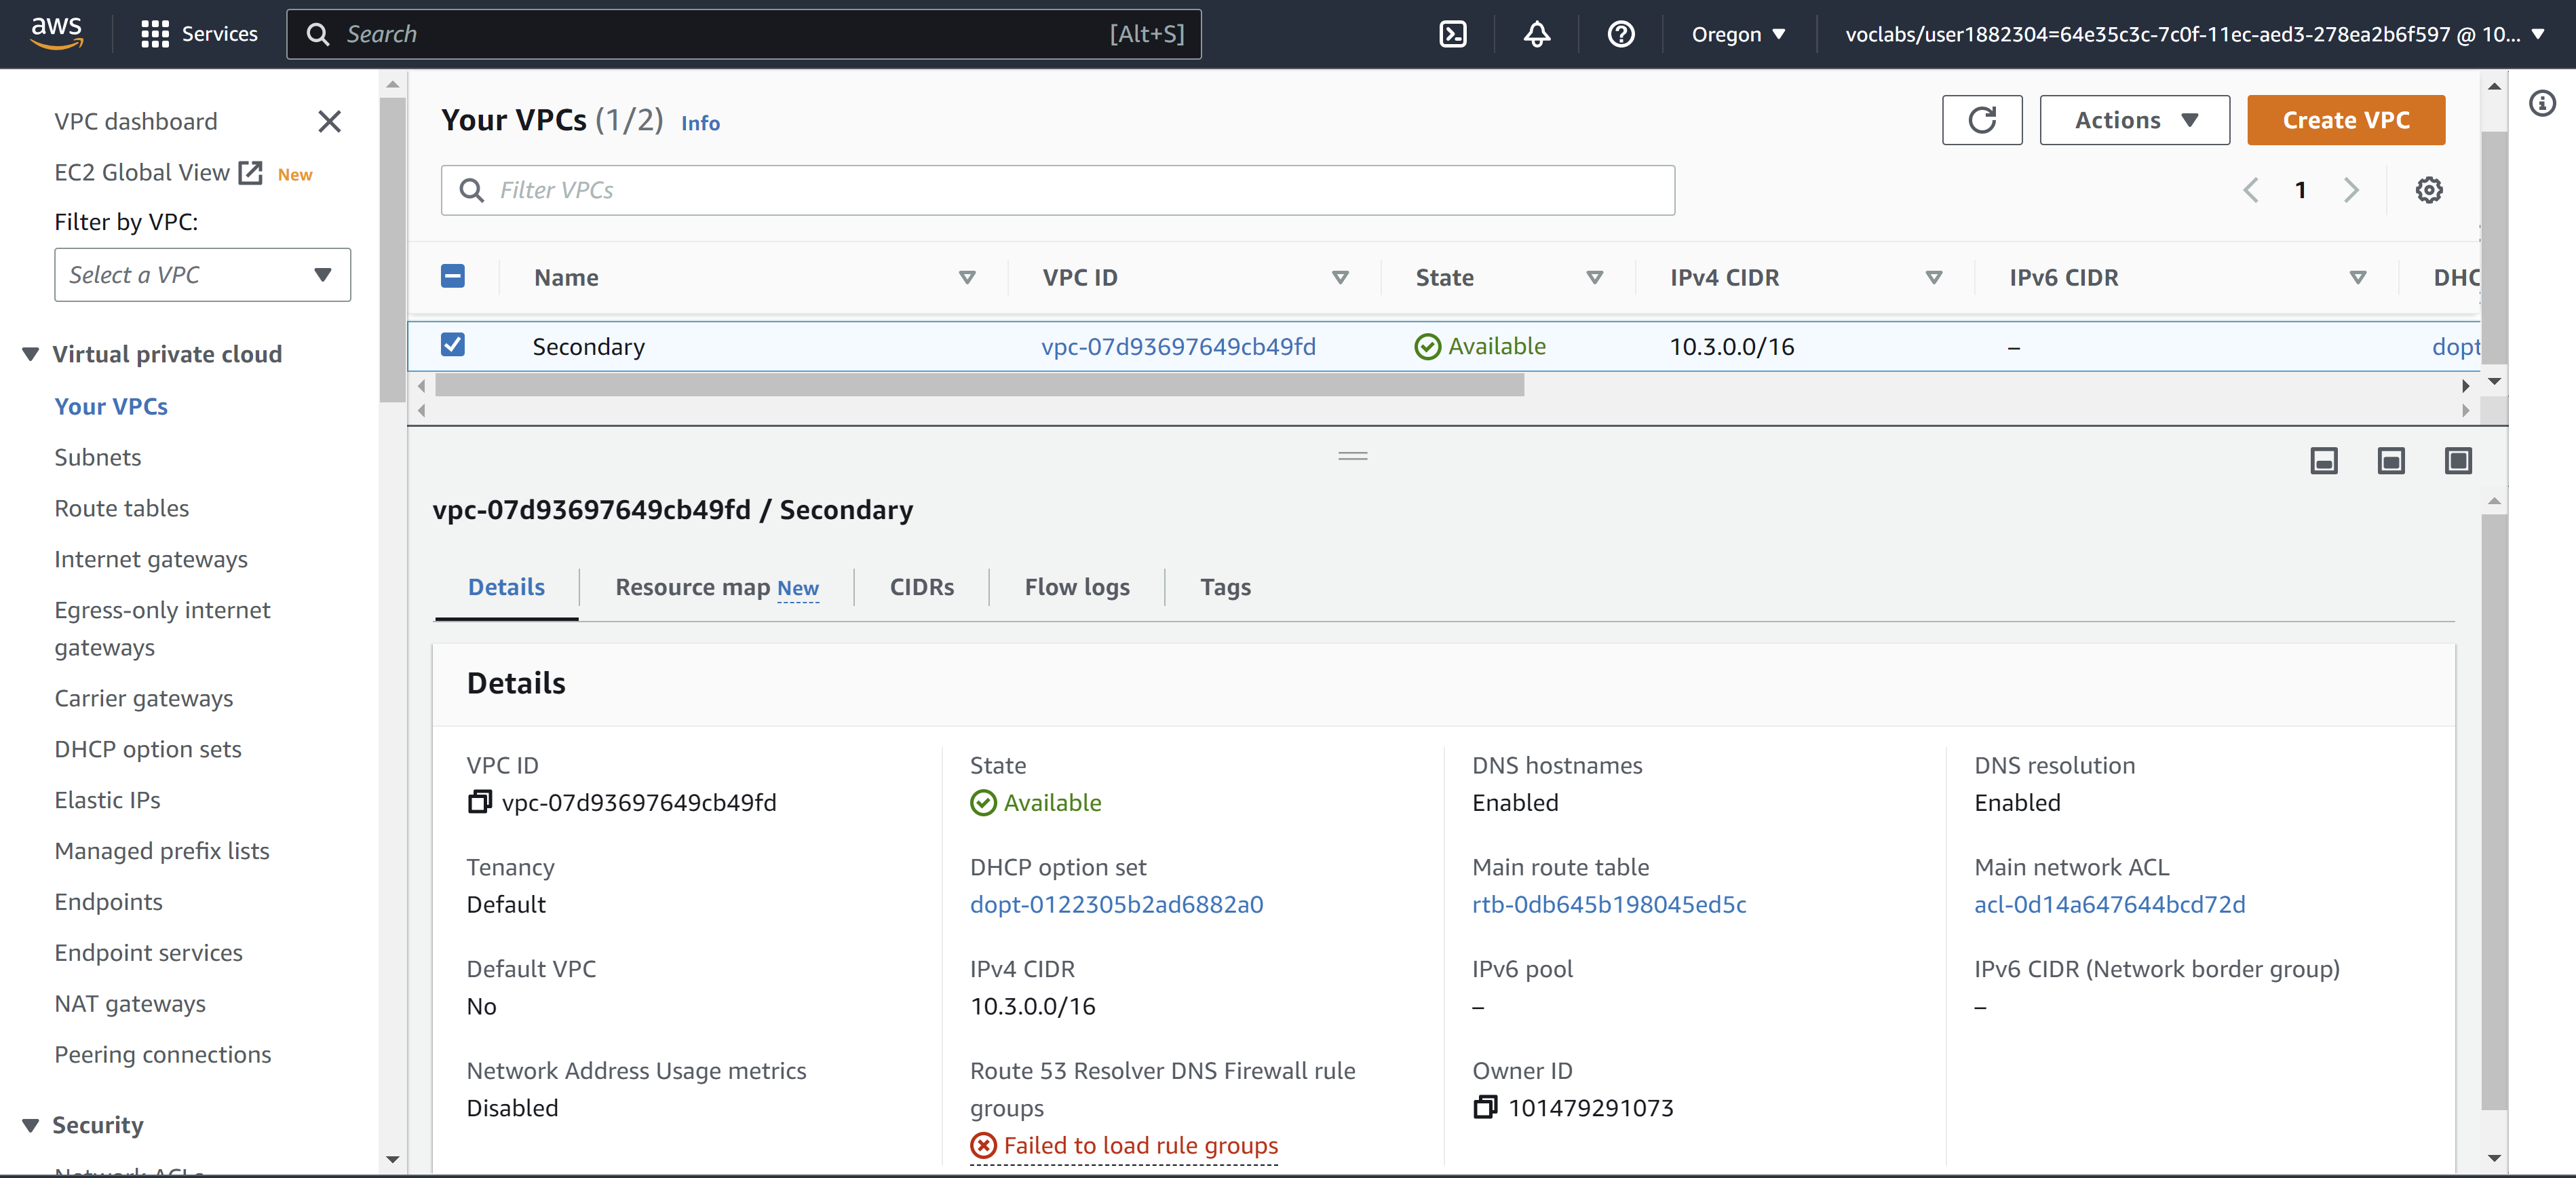 aws
Services
Search
[Alt+S]
Oregon
voclabs/user1882304=64e35c3c-7c0f-11ec-aed3-278ea2b6f597 @ 10...
VPC dashboard
EC2 Global View New
Filter by VPC:
Select a VPC
Virtual private cloud
Your VPCs
Subnets
Route tables
Internet gateways
Egress-only internet
gateways
Carrier gateways
DHCP option sets
Elastic IPs
Managed prefix lists
Endpoints
Endpoint services
NAT gateways
Peering connections
Security
Network ACLs
Your VPCs (1/2) Info
Actions
Create VPC
Filter VPCs
1
Name VPC ID State IPv4 CIDR IPv6 CIDR DHC
Secondary vpc-07d93697649cb49fd Available 10.3.0.0/16 – dopt
vpc-07d93697649cb49fd / Secondary
Details Resource map New CIDRs Flow logs Tags
Details
VPC ID
vpc-07d93697649cb49fd
State
Available
DNS hostnames
Enabled
DNS resolution
Enabled
Tenancy
Default
DHCP option set
dopt-0122305b2ad6882a0
Main route table
rtb-0db645b198045ed5c
Main network ACL
acl-0d14a647644bcd72d
Default VPC
No
IPv4 CIDR
10.3.0.0/16
IPv6 pool
–
IPv6 CIDR (Network border group)
–
Network Address Usage metrics
Disabled
Route 53 Resolver DNS Firewall rule
groups
Failed to load rule groups
Owner ID
101479291073